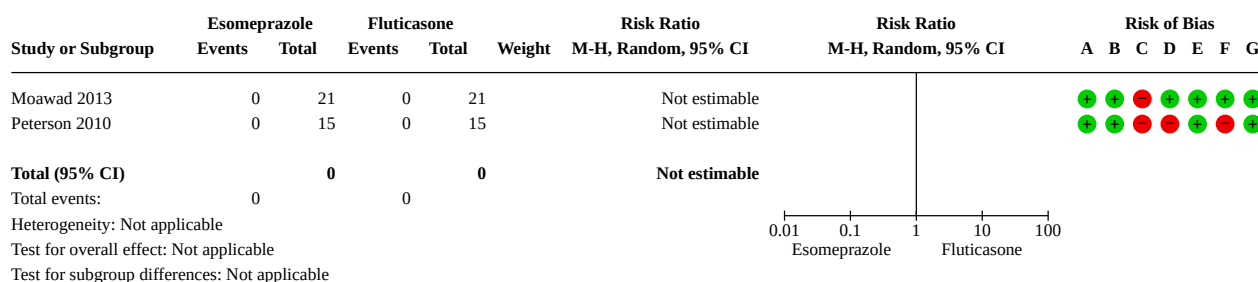 Esomeprazole Fluticasone Risk Ratio Risk Ratio Risk of Bias
Study or Subgroup Events Total Events Total Weight M-H, Random, 95% CI M-H, Random, 95% CI A B C D E F G
Moawad 2013 0 21 0 21 Not estimable + + − + + + +
Peterson 2010 0 15 0 15 Not estimable + + − − + − +
Total (95% CI) 0 0 Not estimable
Total events: 0 0
Heterogeneity: Not applicable
0.01 0.1 1 10 100
Test for overall effect: Not applicable Esomeprazole Fluticasone
Test for subgroup differences: Not applicable